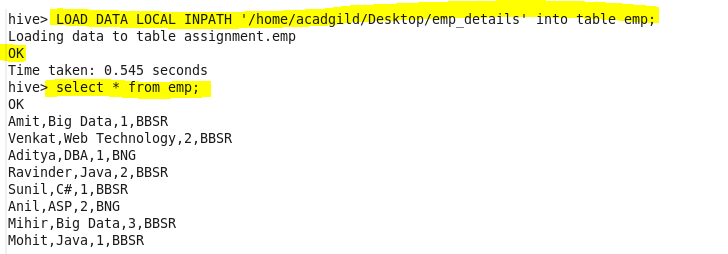 hive> LOAD DATA LOCAL INPATH '/home/acadgild/Desktop/emp_details' into table emp;
Loading data to table assignment.emp
OK
Time taken: 0.545 seconds
hive> select * from emp;
OK
Amit,Big Data,1,BBSR
Venkat,Web Technology,2,BBSR
Aditya,DBA,1,BNG
Ravinder,Java,2,BBSR
Sunil,C#,1,BBSR
Anil,ASP,2,BNG
Mihir,Big Data,3,BBSR
Mohit,Java,1,BBSR